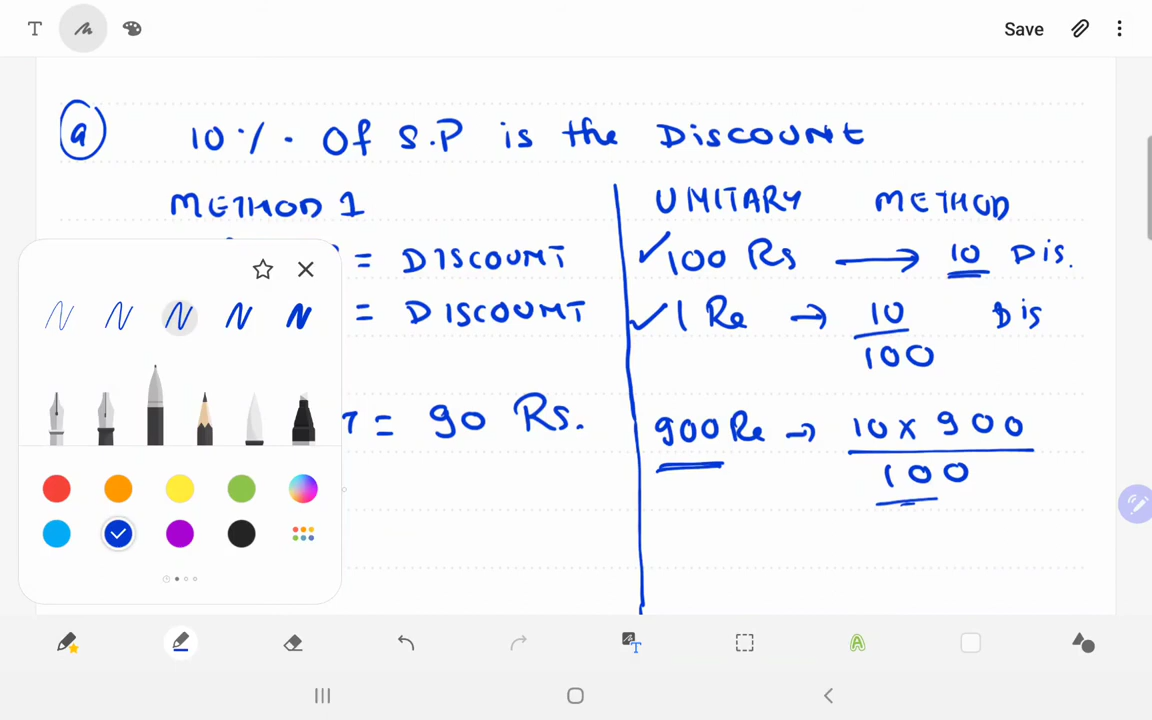 T
Save
a 10%. Of S.P is the DISCOUNT
METHOD 1
= DISCOUNT
= DISCOUNT
= 90 Rs.
UNITARY METHOD
100 Rs → 10 Dis.
1 Re → 10/100 Dis
900 Re → 10 x 900/100